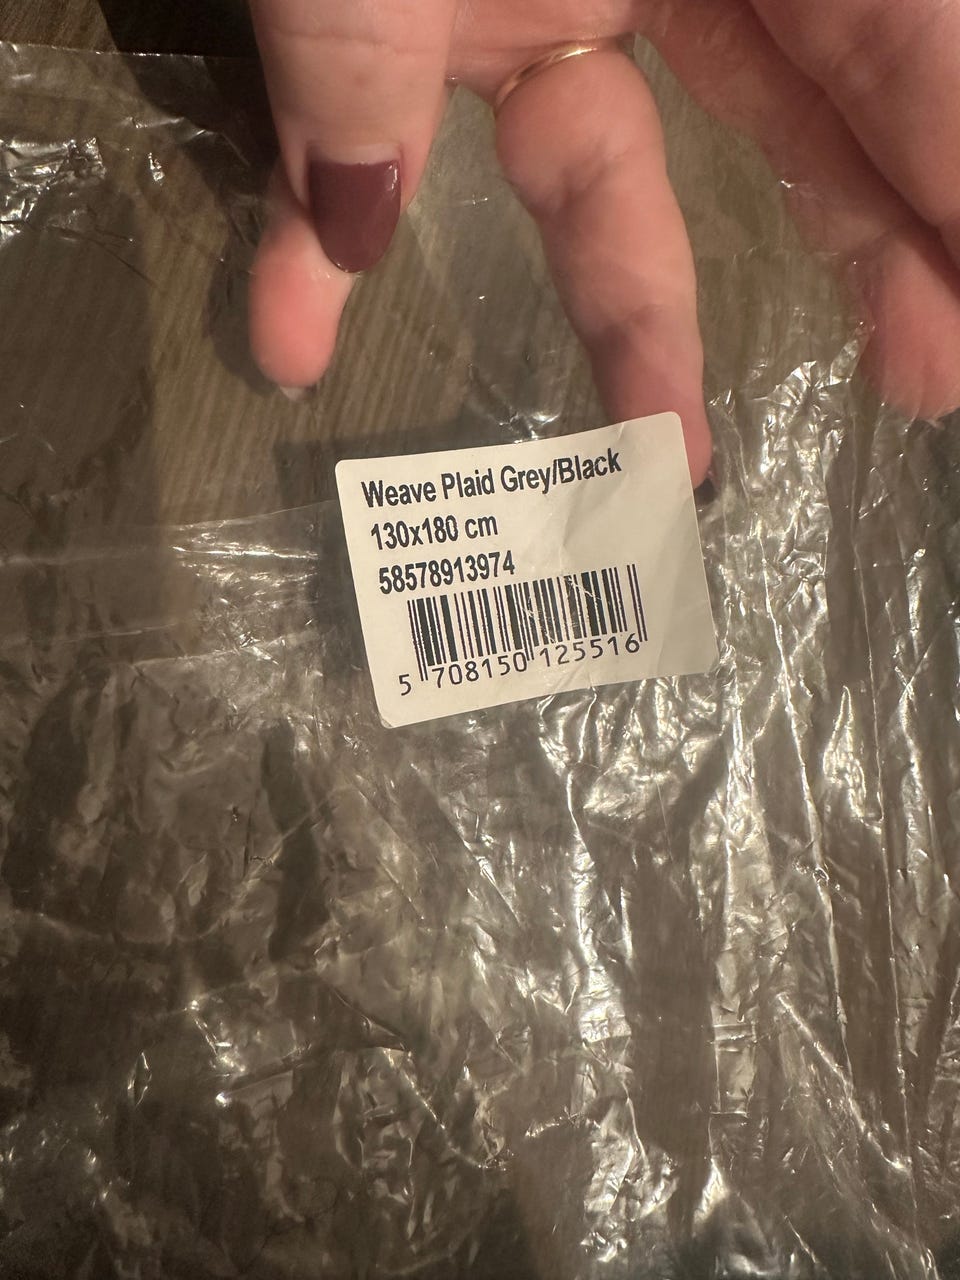 Weave Plaid Grey/Black
130x180 cm
58578913974
5 708150 125516